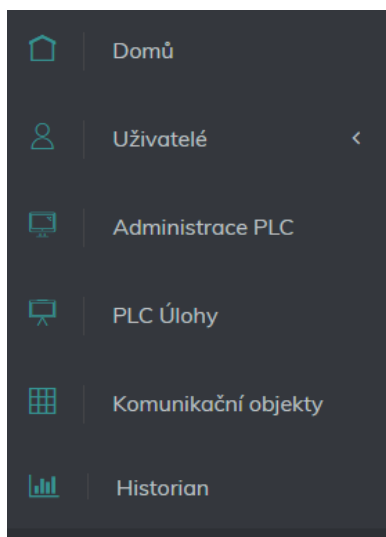 Domů
Uživatelé
Administrace PLC
PLC Úlohy
Komunikační objekty
Historian